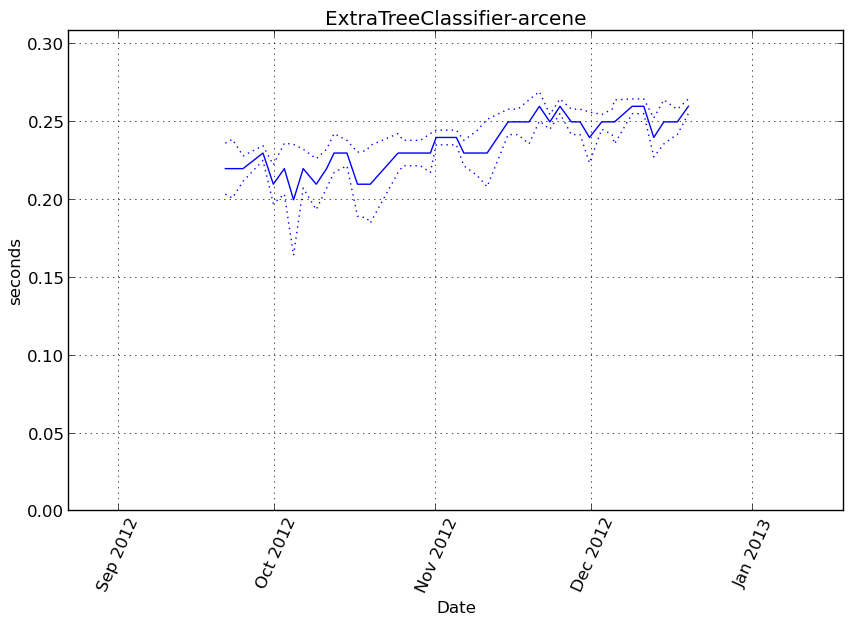 ExtraTreeClassifier-arcene
0.30
0.25
0.20
0.15
0.10
0.05
0.00
seconds
Sep 2012
Oct 2012
Nov 2012
Dec 2012
Jan 2013
Date